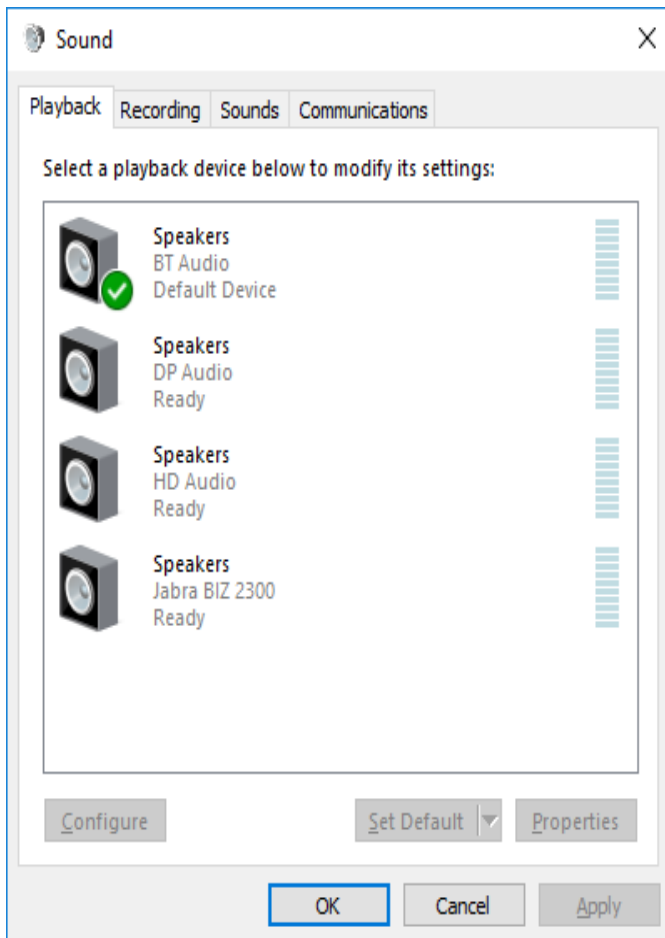 Sound
Playback Recording Sounds Communications
Select a playback device below to modify its settings:
Speakers
BT Audio
Default Device
Speakers
DP Audio
Ready
Speakers
HD Audio
Ready
Speakers
Jabra BIZ 2300
Ready
Configure Set Default Properties
OK Cancel Apply